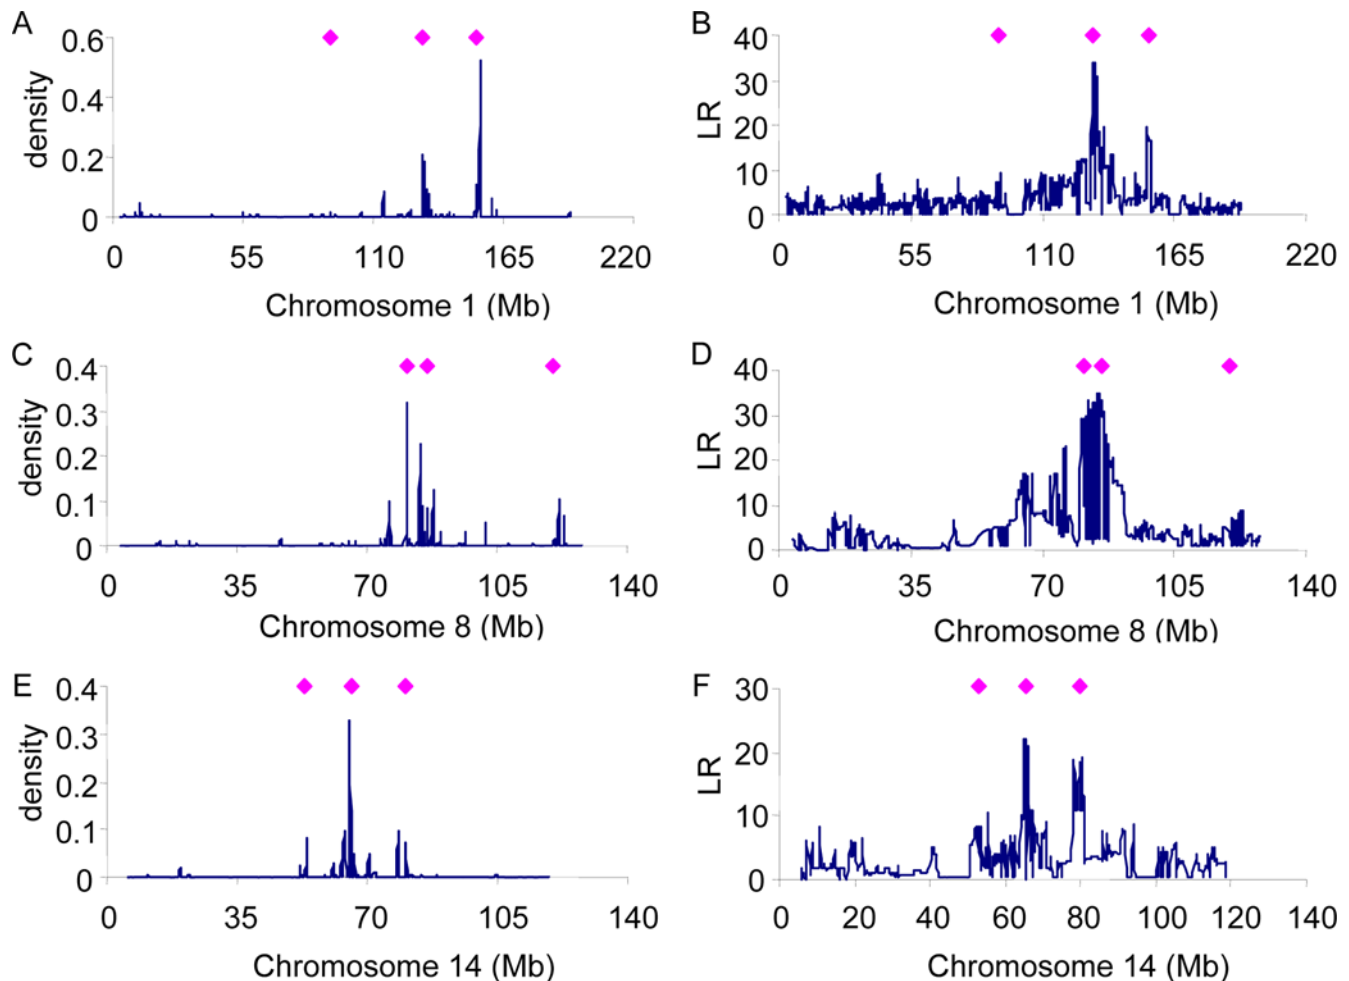 A
0.6
0.4
0.2
0
density
0 55 110 165 220
Chromosome 1 (Mb)
B
40
30
20
10
0
LR
0 55 110 165 220
Chromosome 1 (Mb)
C
0.4
0.3
0.2
0.1
0
density
0 35 70 105 140
Chromosome 8 (Mb)
D
40
30
20
10
0
LR
0 35 70 105 140
Chromosome 8 (Mb)
E
0.4
0.3
0.2
0.1
0
density
0 35 70 105 140
Chromosome 14 (Mb)
F
30
20
10
0
LR
0 20 40 60 80 100 120 140
Chromosome 14 (Mb)